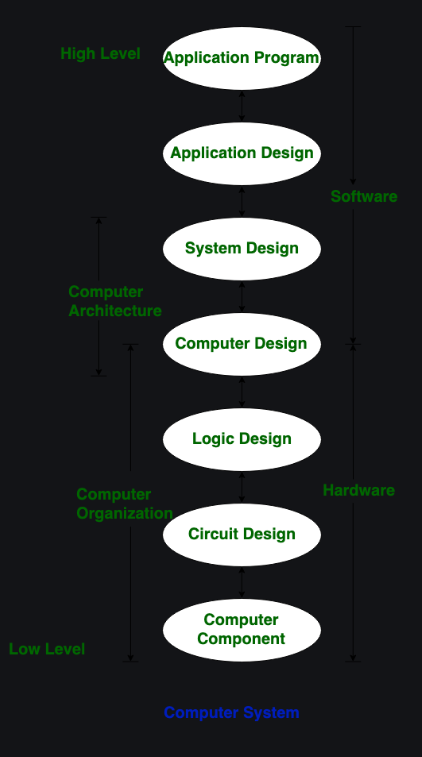 High Level
Application Program
Application Design
Software
System Design
Computer
Architecture
Computer Design
Logic Design
Hardware
Computer
Organization
Circuit Design
Computer
Component
Low Level
Computer System